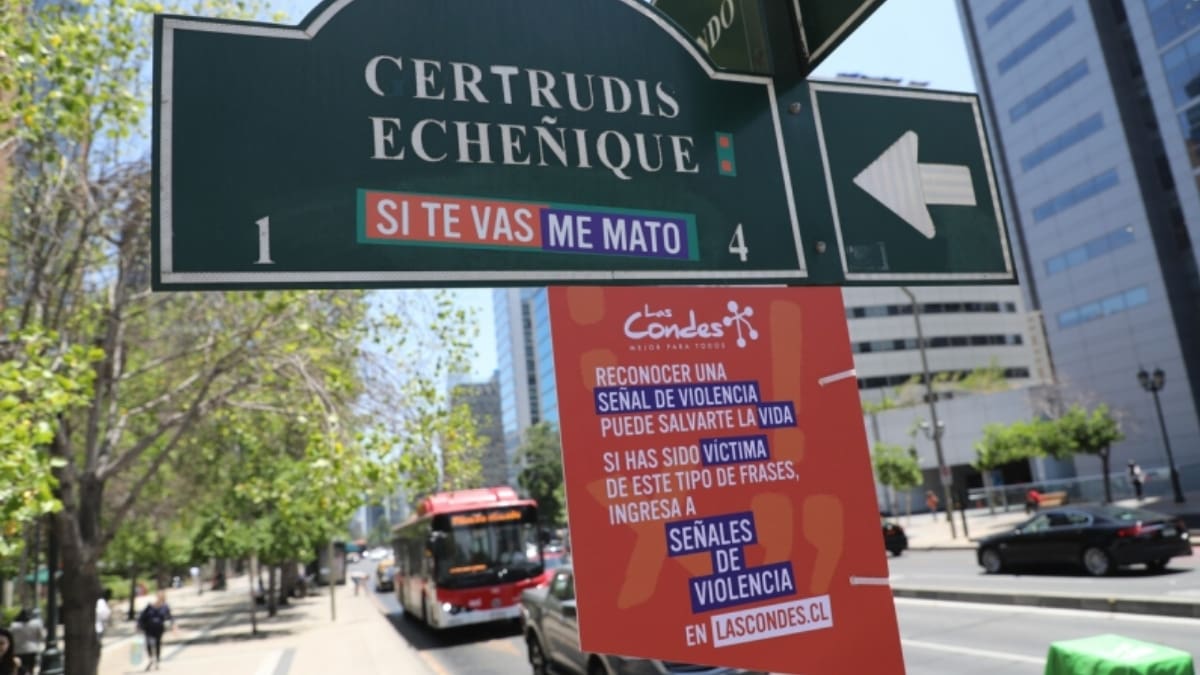 NDO
CERTRUDIS
ECHEÑIQUE
SI TE VAS ME MATO
1 4
Las
Condes
MEJOR PARA TODOS
RECONOCER UNA
SEÑAL DE VIOLENCIA
PUEDE SALVARTE LA VIDA
SI HAS SIDO VÍCTIMA
DE ESTE TIPO DE FRASES,
INGRESA A
SEÑALES
DE
VIOLENCIA
EN LASCONDES.CL